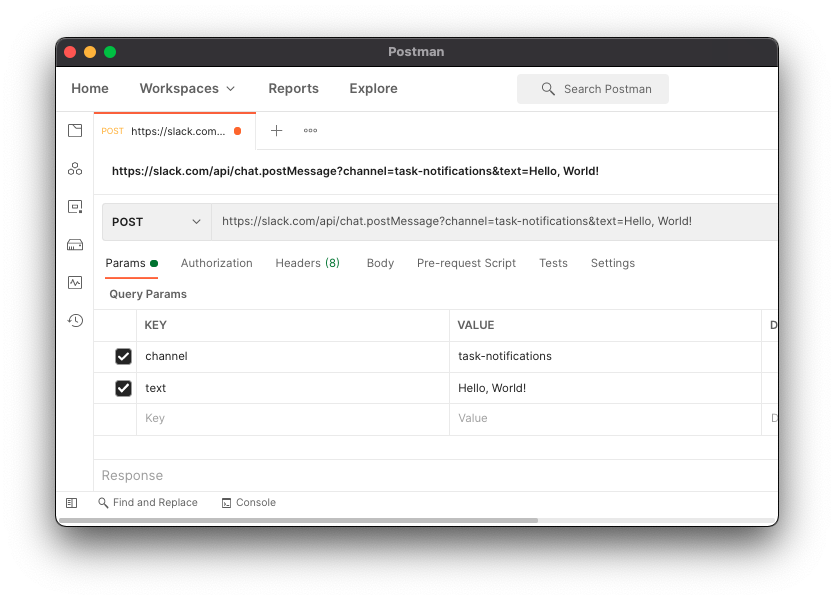 Postman
Home Workspaces Reports Explore Search Postman
POST https://slack.com...
https://slack.com/api/chat.postMessage?channel=task-notifications&text=Hello, World!
POST https://slack.com/api/chat.postMessage?channel=task-notifications&text=Hello, World!
Params Authorization Headers (8) Body Pre-request Script Tests Settings
Query Params
KEY VALUE D
channel task-notifications
text Hello, World!
Key Value D
Response
Find and Replace Console